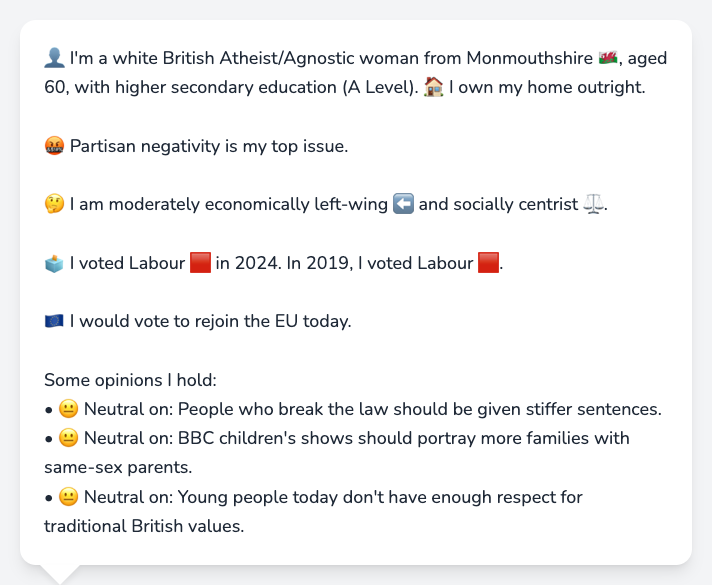 👤 I'm a white British Atheist/Agnostic woman from Monmouthshire 🏴󠁧󠁢󠁷󠁬󠁳󠁿, aged
60, with higher secondary education (A Level). 🏠 I own my home outright.
🤬 Partisan negativity is my top issue.
🤔 I am moderately economically left-wing ⬅️ and socially centrist ⚖️.
🗳️ I voted Labour 🟥 in 2024. In 2019, I voted Labour 🟥.
🇪🇺 I would vote to rejoin the EU today.
Some opinions I hold:
• 😐 Neutral on: People who break the law should be given stiffer sentences.
• 😐 Neutral on: BBC children's shows should portray more families with
same-sex parents.
• 😐 Neutral on: Young people today don't have enough respect for
traditional British values.